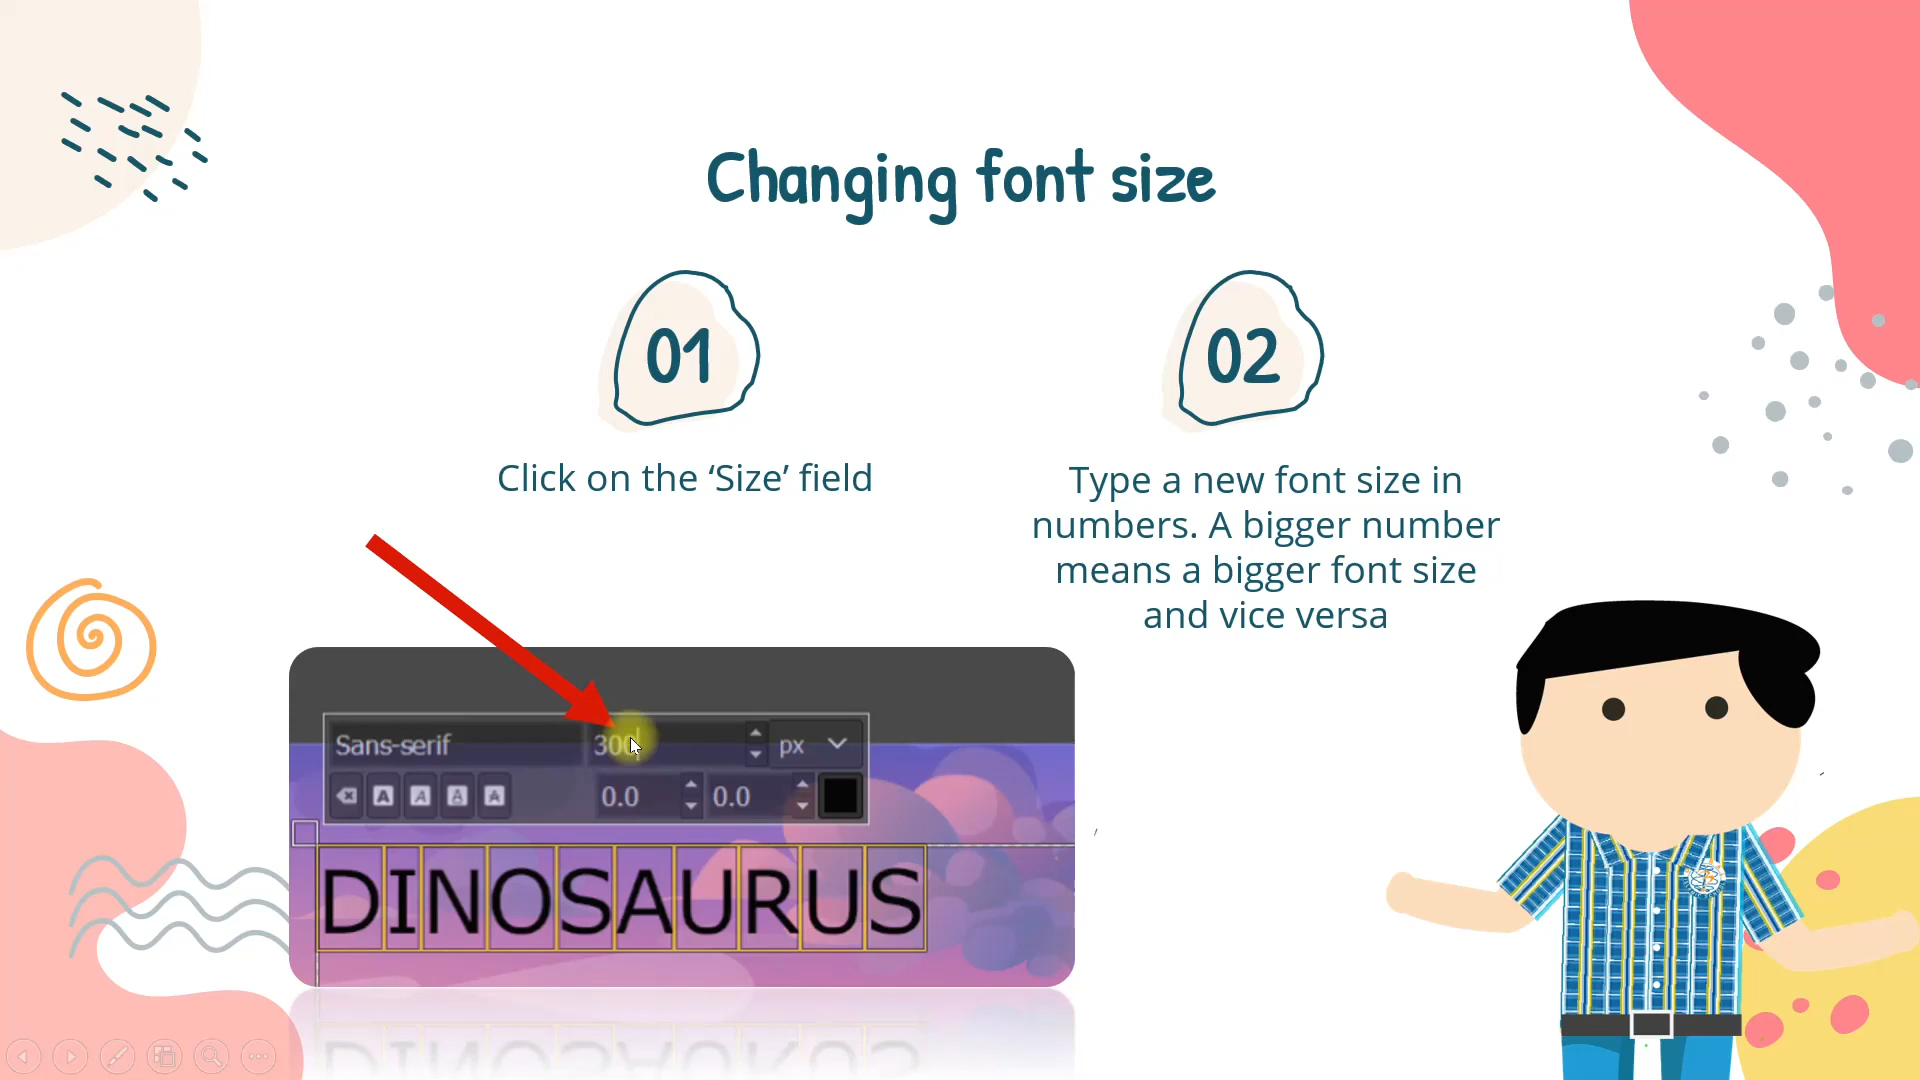 Changing font size
01
02
Click on the ‘Size’ field
Type a new font size in
numbers. A bigger number
means a bigger font size
and vice versa
Sans-serif 300 px
0.0 0.0
DINOSAURUS